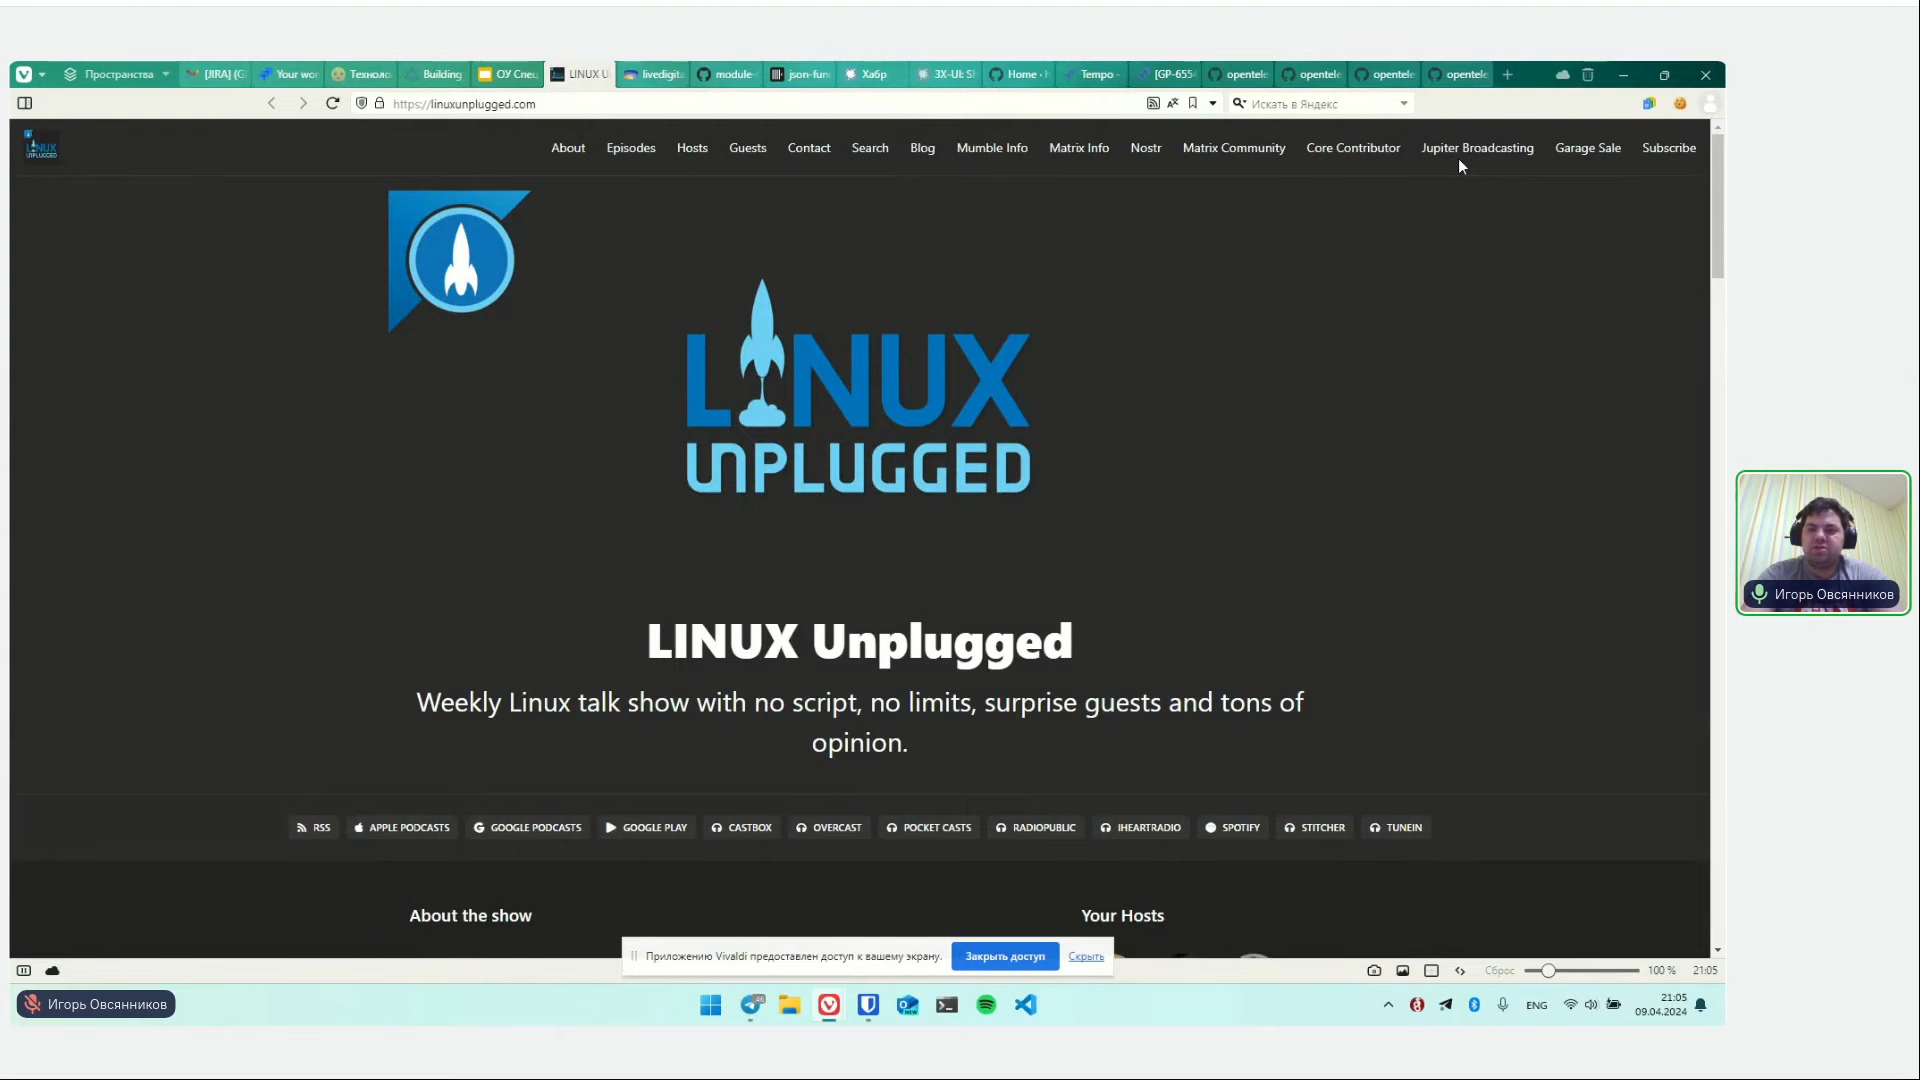 Пространства
[JIRA] (G
Your wo
Техноло
Building
ОУ Спец
LINUX U
livedigita
module-
json-fun
Хабр
3X-UI: S
Home · 
Tempo -
[GP-655
opentele
opentele
opentele
opentele
https://linuxunplugged.com
Искать в Яндекс
LINUX
UNPLUGGED
About
Episodes
Hosts
Guests
Contact
Search
Blog
Mumble Info
Matrix Info
Nostr
Matrix Community
Core Contributor
Jupiter Broadcasting
Garage Sale
Subscribe
LINUX
UNPLUGGED
LINUX Unplugged
Weekly Linux talk show with no script, no limits, surprise guests and tons of
opinion.
RSS
APPLE PODCASTS
GOOGLE PODCASTS
GOOGLE PLAY
CASTBOX
OVERCAST
POCKET CASTS
RADIOPUBLIC
IHEARTRADIO
SPOTIFY
STITCHER
TUNEIN
About the show
Your Hosts
Приложению Vivaldi предоставлен доступ к вашему экрану.
Закрыть доступ
Скрыть
Сброс
100 %
21:05
Игорь Овсянников
ENG
21:05
09.04.2024
Игорь Овсянников